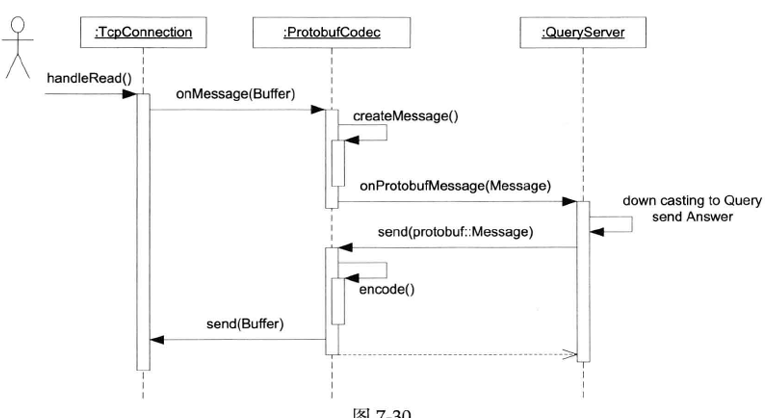 :TcpConnection
:ProtobufCodec
:QueryServer
handleRead()
onMessage(Buffer)
createMessage()
onProtobufMessage(Message)
down casting to Query
send Answer
send(protobuf::Message)
encode()
send(Buffer)
图 7-30